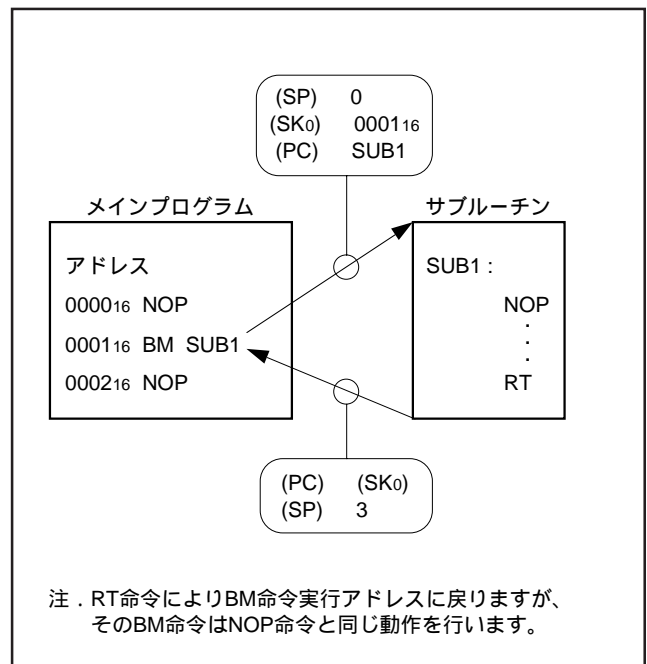 (SP) 0
(SK0) 000116
(PC) SUB1
メインプログラム
サブルーチン
アドレス
000016 NOP
000116 BM SUB1
000216 NOP
SUB1 :
NOP
·
·
·
RT
(PC) (SK0)
(SP) 3
注．RT命令によりBM命令実行アドレスに戻りますが、
そのBM命令はNOP命令と同じ動作を行います。